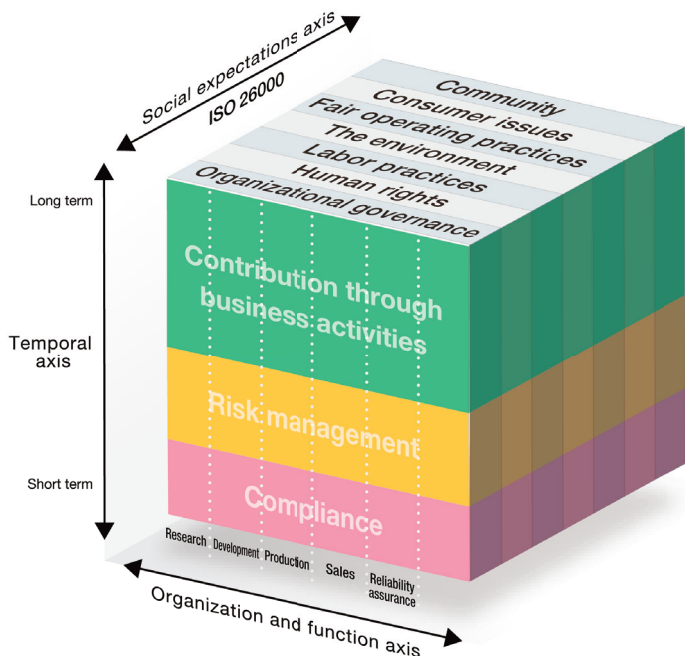 Social expectations axis
ISO 26000
Community
Consumer issues
Fair operating practices
The environment
Labor practices
Human rights
Organizational governance
Long term
Temporal
axis
Short term
Contribution through
business activities
Risk management
Compliance
Research
Development
Production
Sales
Reliability
assurance
Organization and function axis